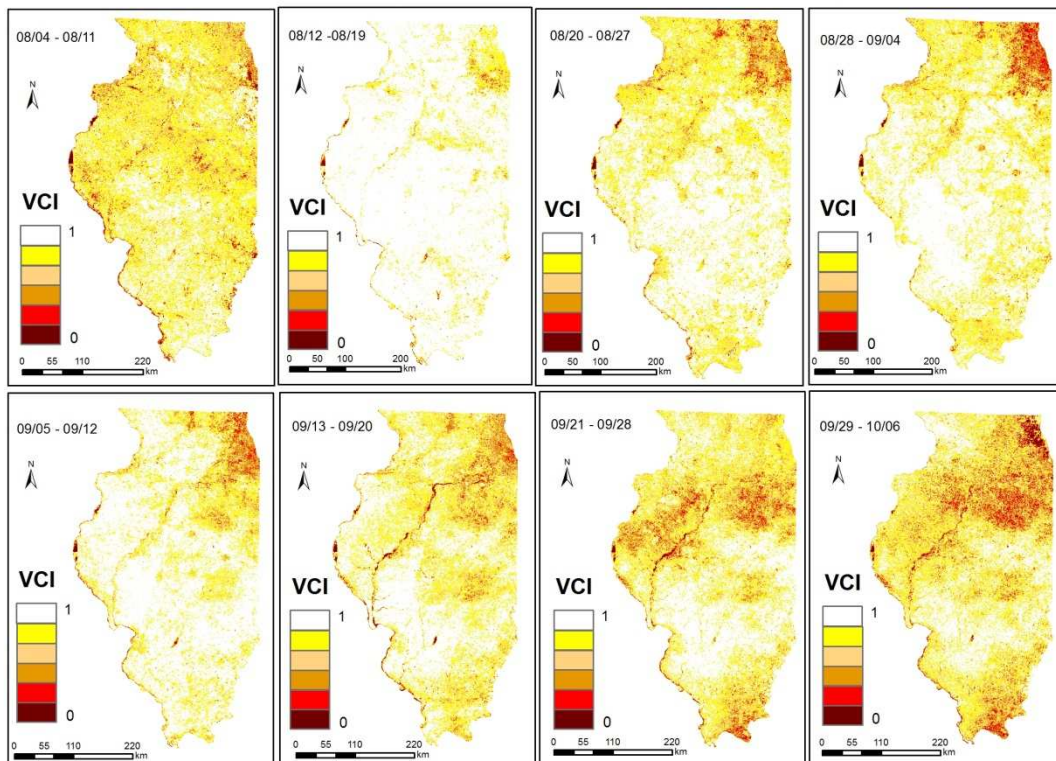 08/04 - 08/11
N
VCI
1
0
0 55 110 220
km
08/12 -08/19
N
VCI
1
0
0 50 100 200
km
08/20 - 08/27
N
VCI
1
0
0 50 100 200
km
08/28 - 09/04
N
VCI
1
0
0 50 100 200
km
09/05 - 09/12
N
VCI
1
0
0 55 110 220
km
09/13 - 09/20
N
VCI
1
0
0 55 110 220
km
09/21 - 09/28
N
VCI
1
0
0 55 110 220
km
09/29 - 10/06
N
VCI
1
0
0 55 110 220
km